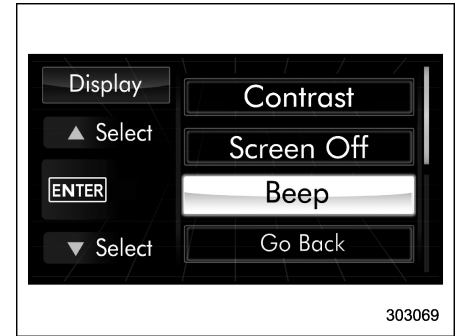 Display
▲ Select
ENTER
▼ Select
Contrast
Screen Off
Beep
Go Back
303069